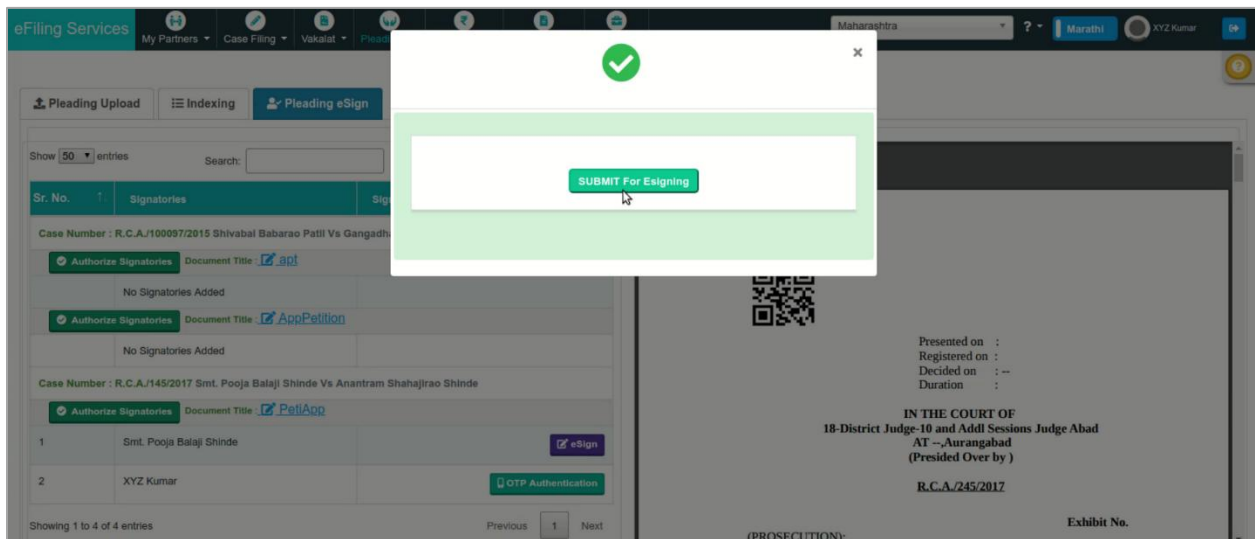 eFiling Services
My Partners
Case Filing
Vakalat
Maharashtra
?
Marathi
XYZ Kumar
×
?
Pleading Upload
Indexing
Pleading eSign
SUBMIT For Esigning
Show 50 entries
Search:
Sr. No.
Signatories
Case Number : R.C.A./100097/2015 Shivabai Babarao Patil Vs
Authorize Signatories Document Title : apt
No Signatories Added
Authorize Signatories Document Title : AppPetition
No Signatories Added
Case Number : R.C.A./145/2017 Smt. Pooja Balaji Shinde Vs Anantram Shahajirao Shinde
Authorize Signatories Document Title : PetiApp
1 Smt. Pooja Balaji Shinde eSign
2 XYZ Kumar OTP Authentication
Showing 1 to 4 of 4 entries
Previous 1 Next
Presented on :
Registered on :
Decided on : --
Duration :
IN THE COURT OF
18-District Judge-10 and Addl Sessions Judge Abad
AT --,Aurangabad
(Presided Over by )
R.C.A./245/2017
Exhibit No.
(PROSECUTION):